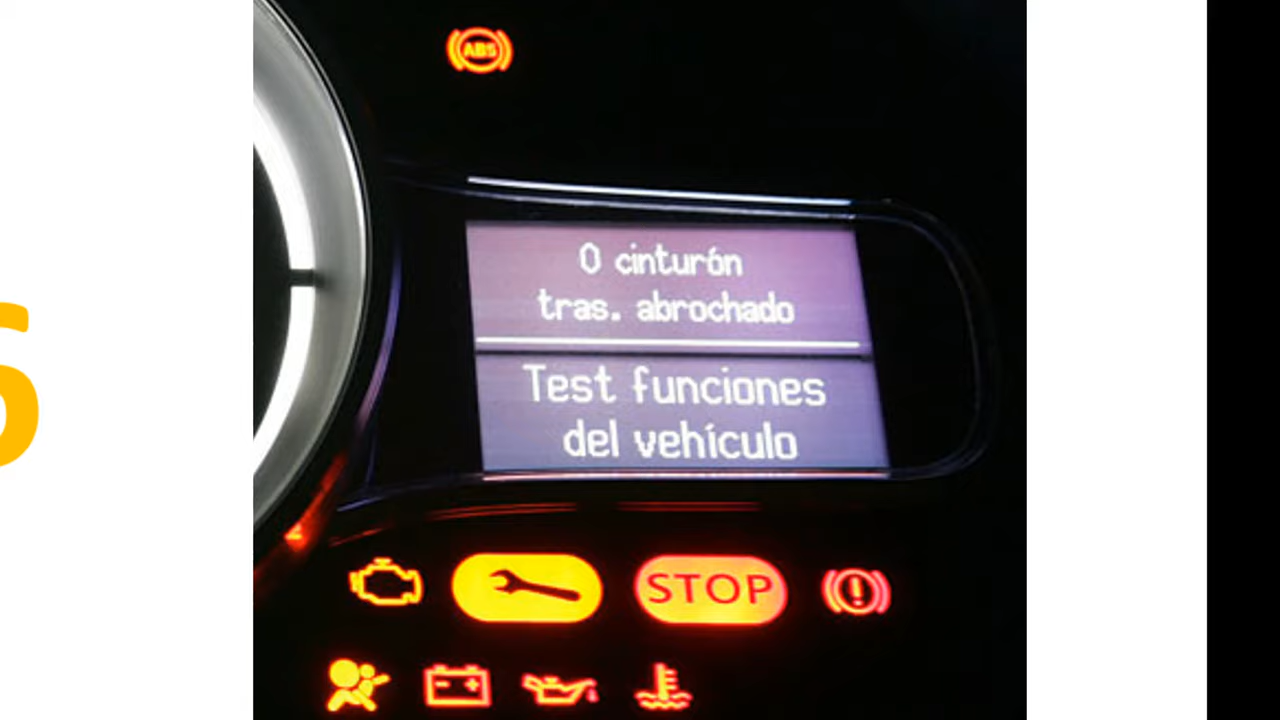 ABS
0 cinturón
tras. abrochado
Test funciones
del vehículo
STOP